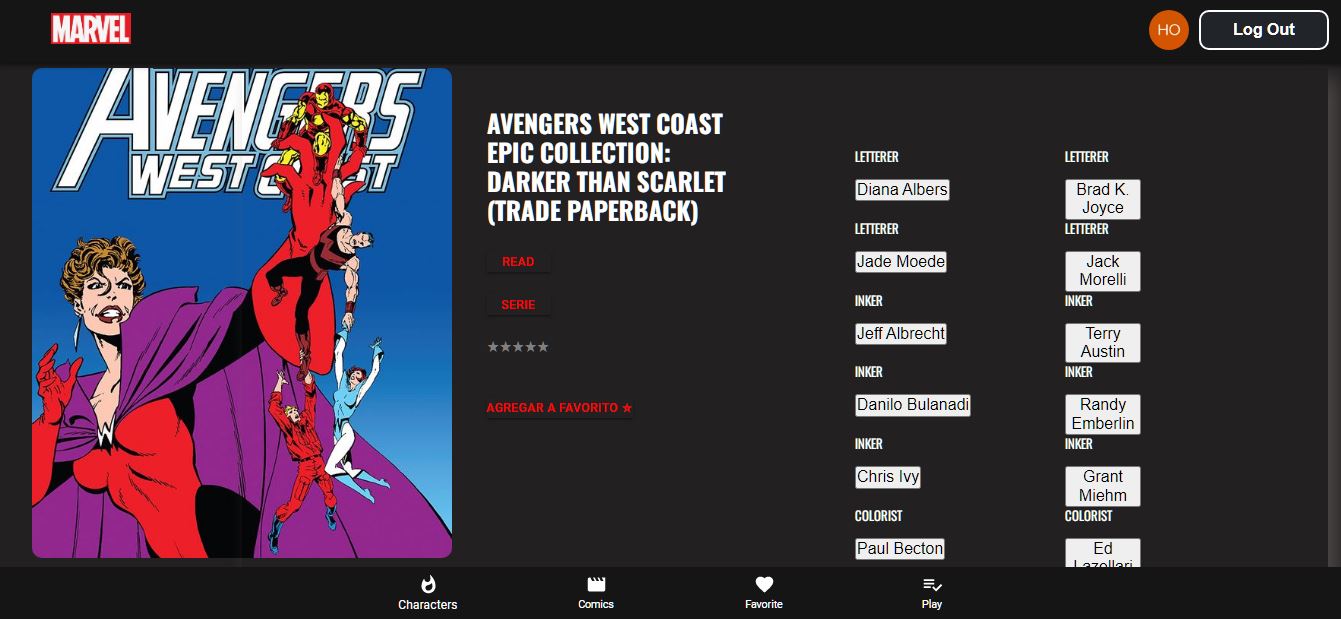 MARVEL
HO
Log Out
AVENGERS
WEST COAST
AVENGERS WEST COAST
EPIC COLLECTION:
DARKER THAN SCARLET
(TRADE PAPERBACK)
READ
SERIE
★★★★★
AGREGAR A FAVORITO ★
LETTERER
Diana Albers
LETTERER
Jade Moede
INKER
Jeff Albrecht
INKER
Danilo Bulanadi
INKER
Chris Ivy
COLORIST
Paul Becton
LETTERER
Brad K.
Joyce
LETTERER
Jack
Morelli
INKER
Terry
Austin
INKER
Randy
Emberlin
INKER
Grant
Miehm
COLORIST
Ed
Lazellari
Characters
Comics
Favorite
Play